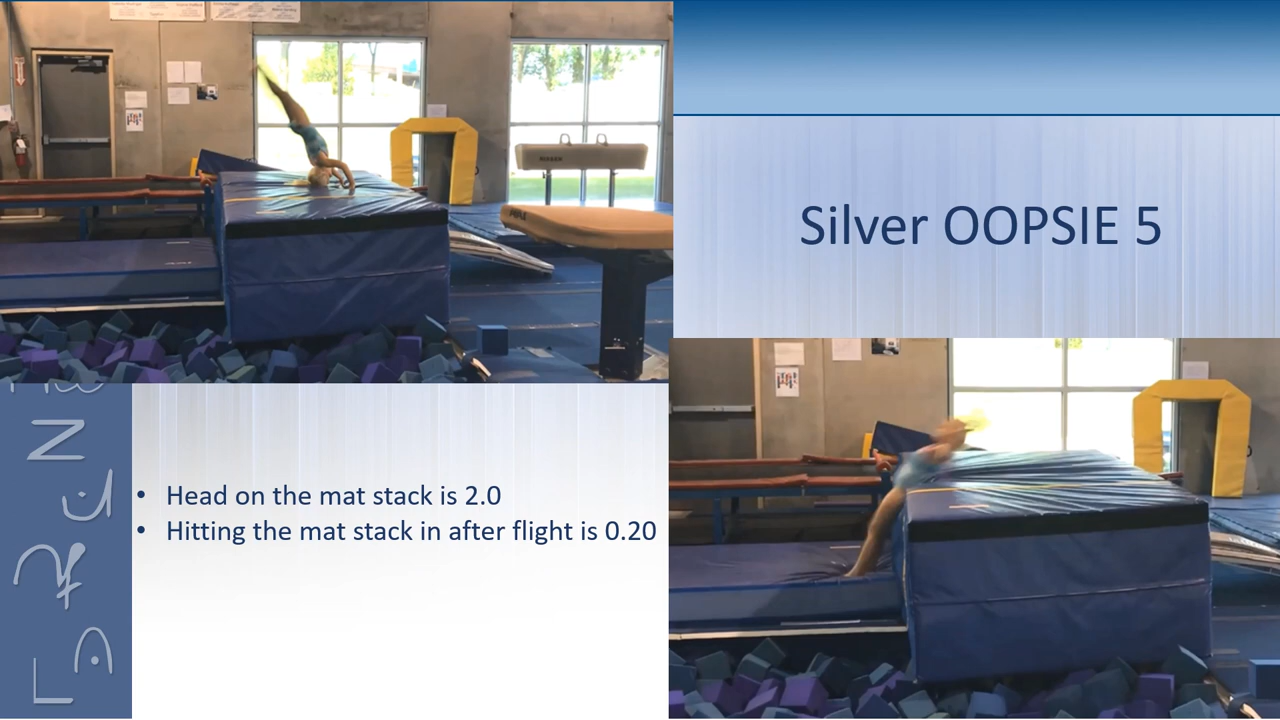 Silver OOPSIE 5
• Head on the mat stack is 2.0
• Hitting the mat stack in after flight is 0.20